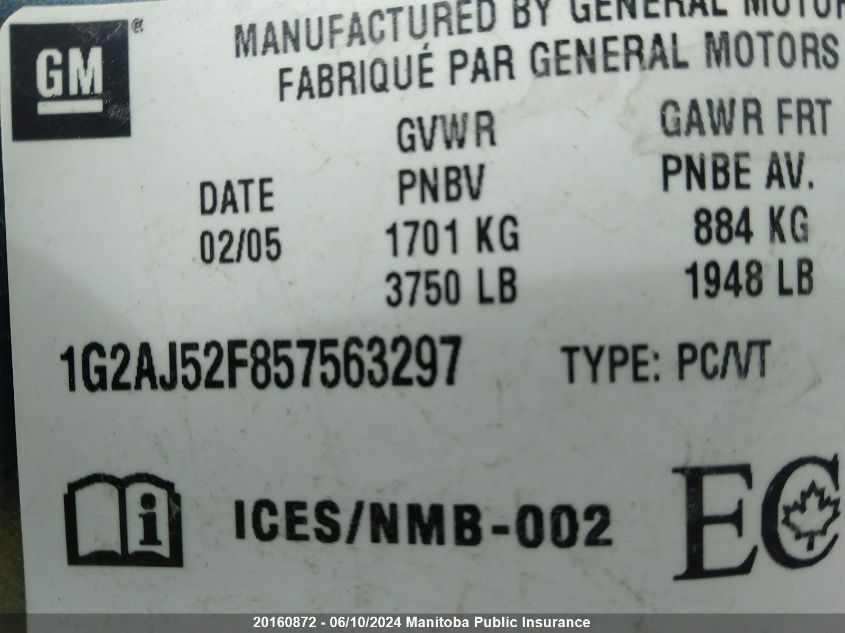 GM
®
MANUFACTURED BY GENERAL MOTOR
FABRIQUÉ PAR GENERAL MOTORS
DATE
02/05
GVWR
PNBV
1701 KG
3750 LB
GAWR FRT
PNBE AV.
884 KG
1948 LB
1G2AJ52F857563297 TYPE: PC/VT
i ICES/NMB-002 EC
20160872 - 06/10/2024 Manitoba Public Insurance